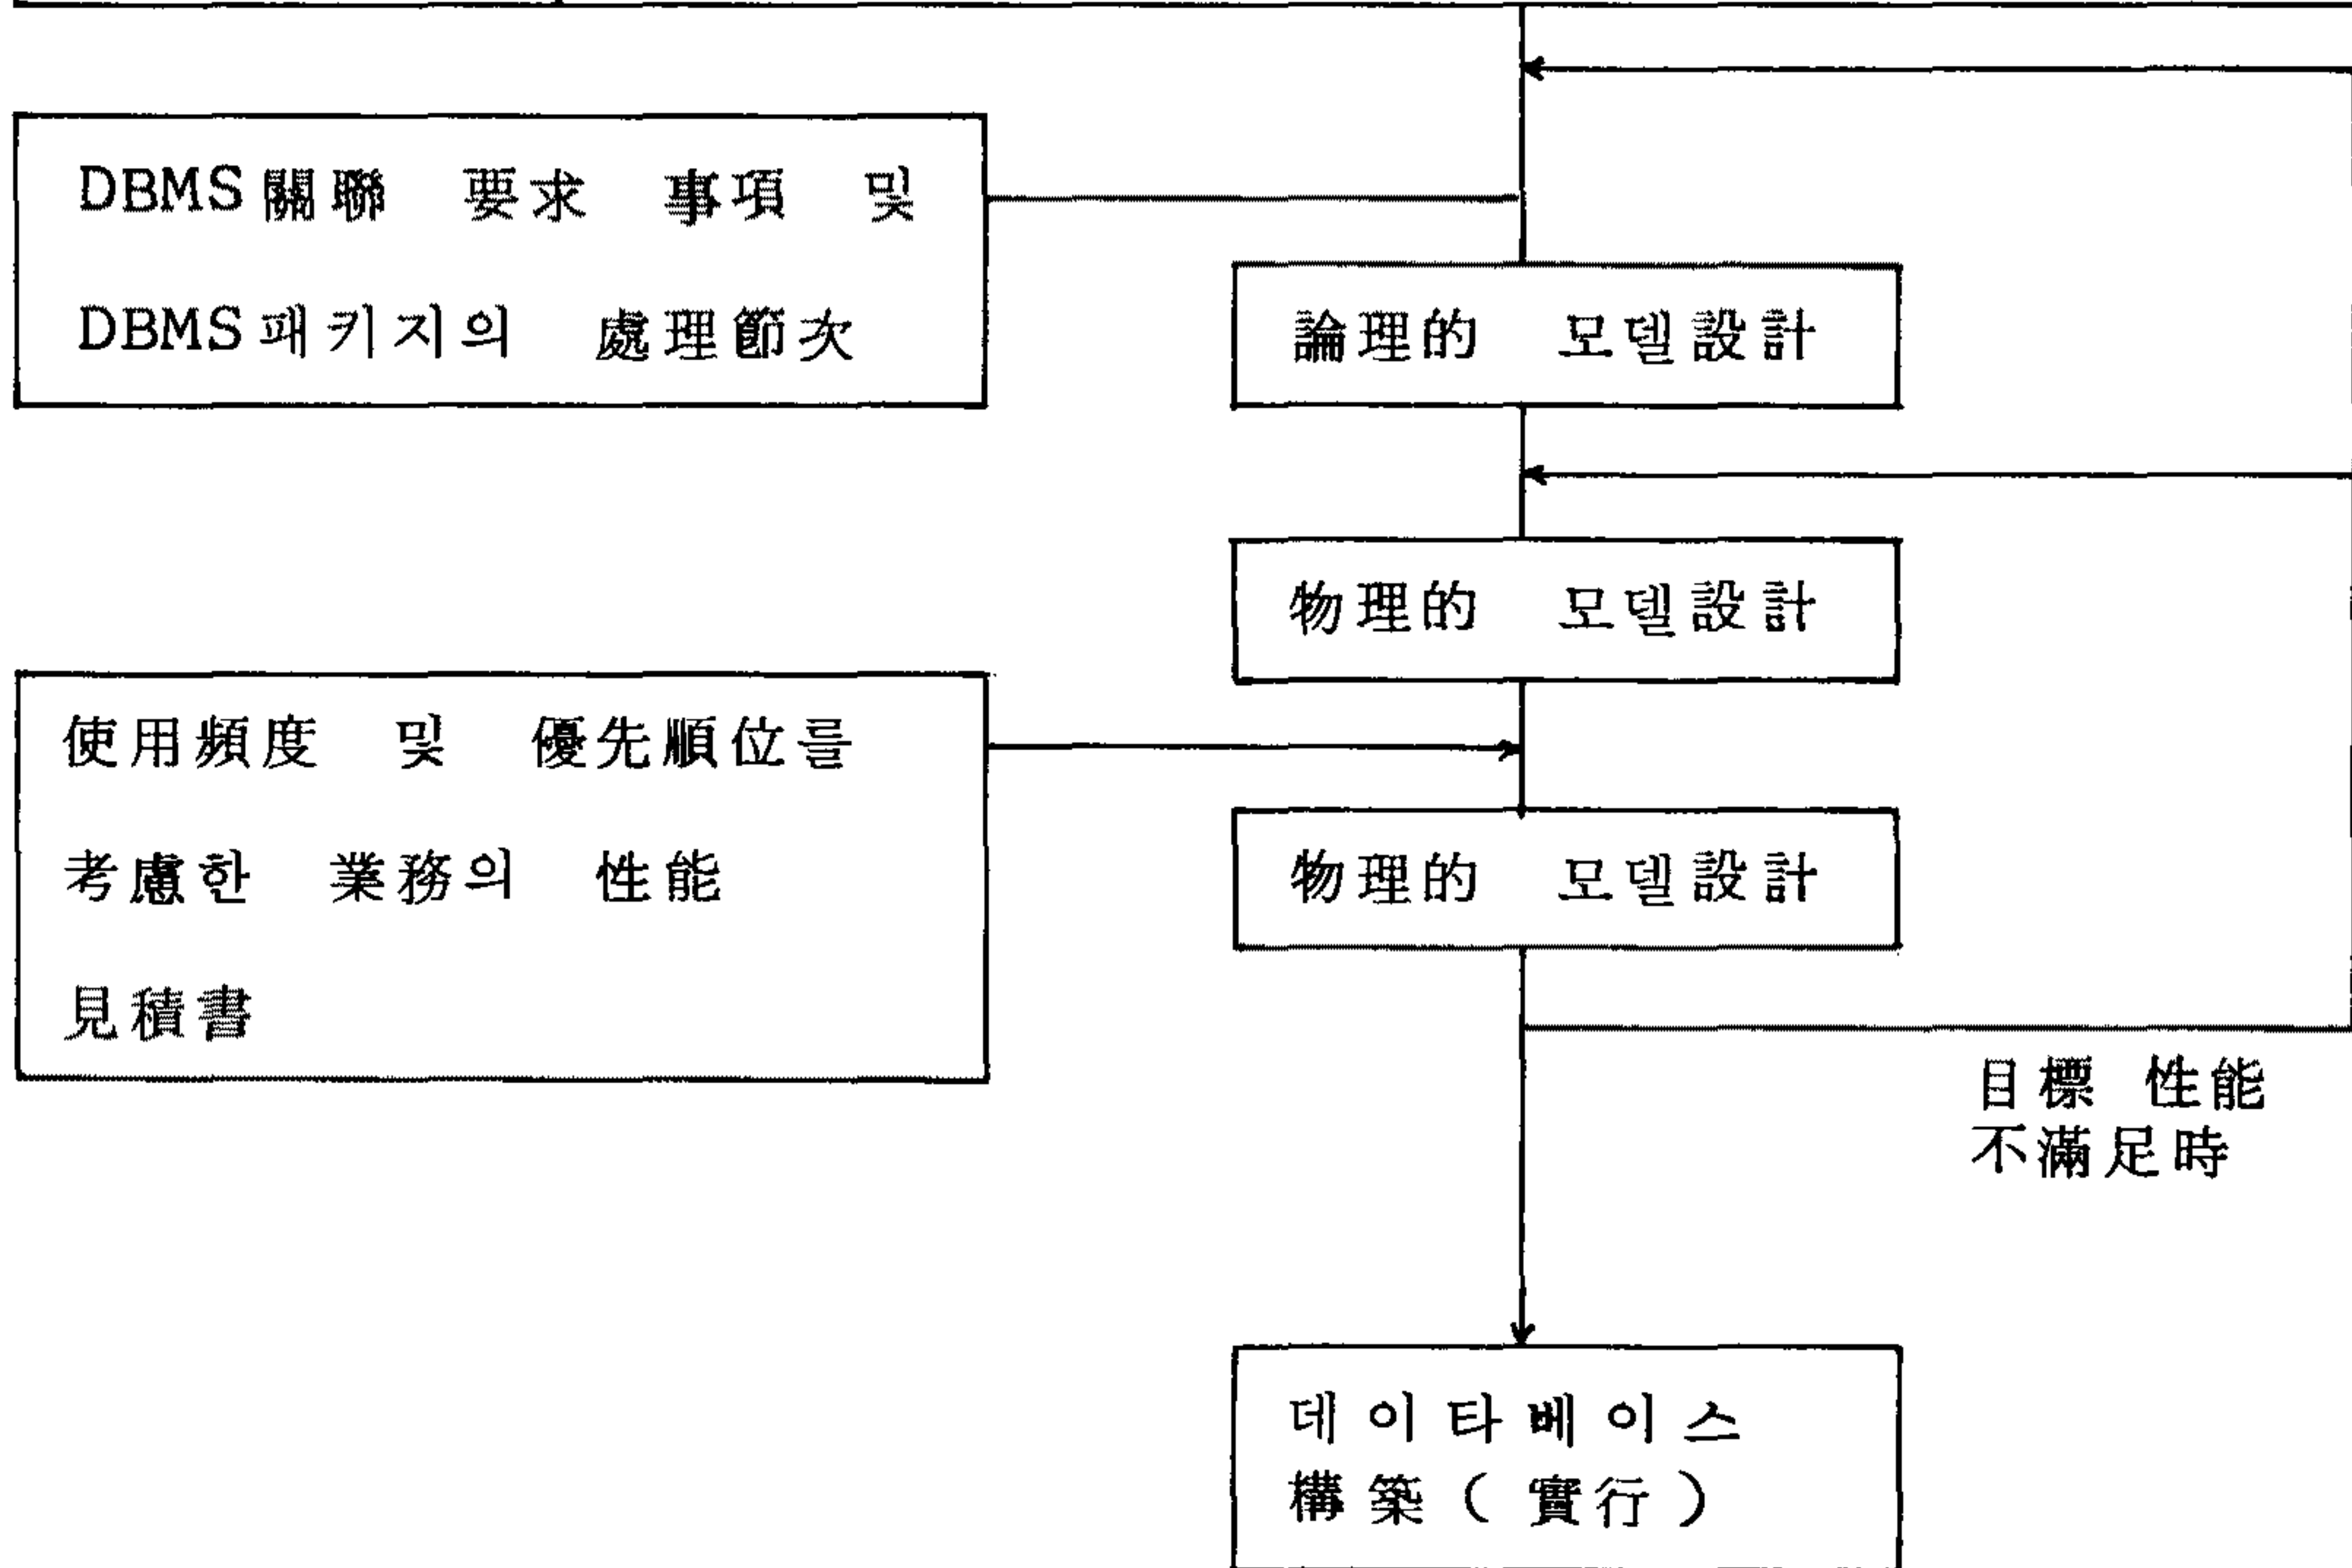 DBMS關聯 要求 事項 및
DBMS패키지의 處理節次
論理的 모델設計
物理的 모델設計
使用頻度 및 優先順位를
考慮한 業務의 性能
見積書
物理的 모델設計
目標 性能
不滿足時
데이타베이스
構築(實行)